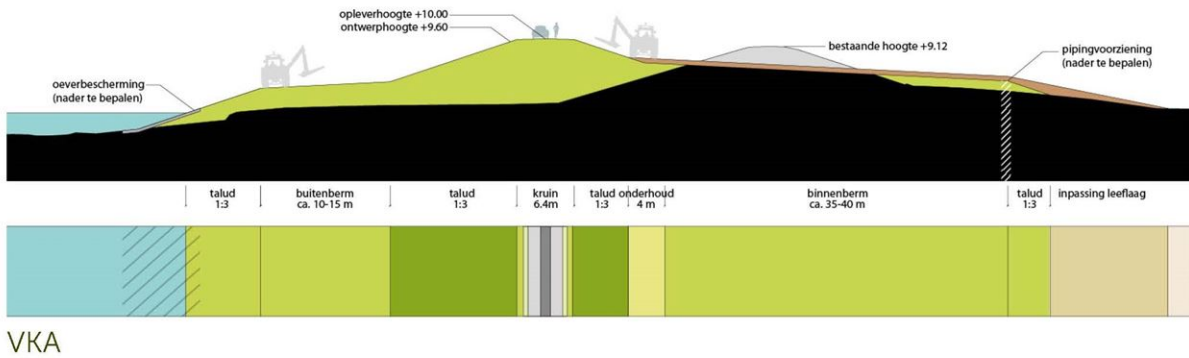 opleverhoogte +10.00
ontwerphoogte +9.60
bestaande hoogte +9.12
pipingvoorziening
(nader te bepalen)
oeverbescherming
(nader te bepalen)
talud
1:3
buitenberm
ca. 10-15 m
talud
1:3
kruin
6.4m
talud
1:3
onderhoud
4 m
binnenberm
ca. 35-40 m
talud
1:3
inpassing leeflaag
VKA